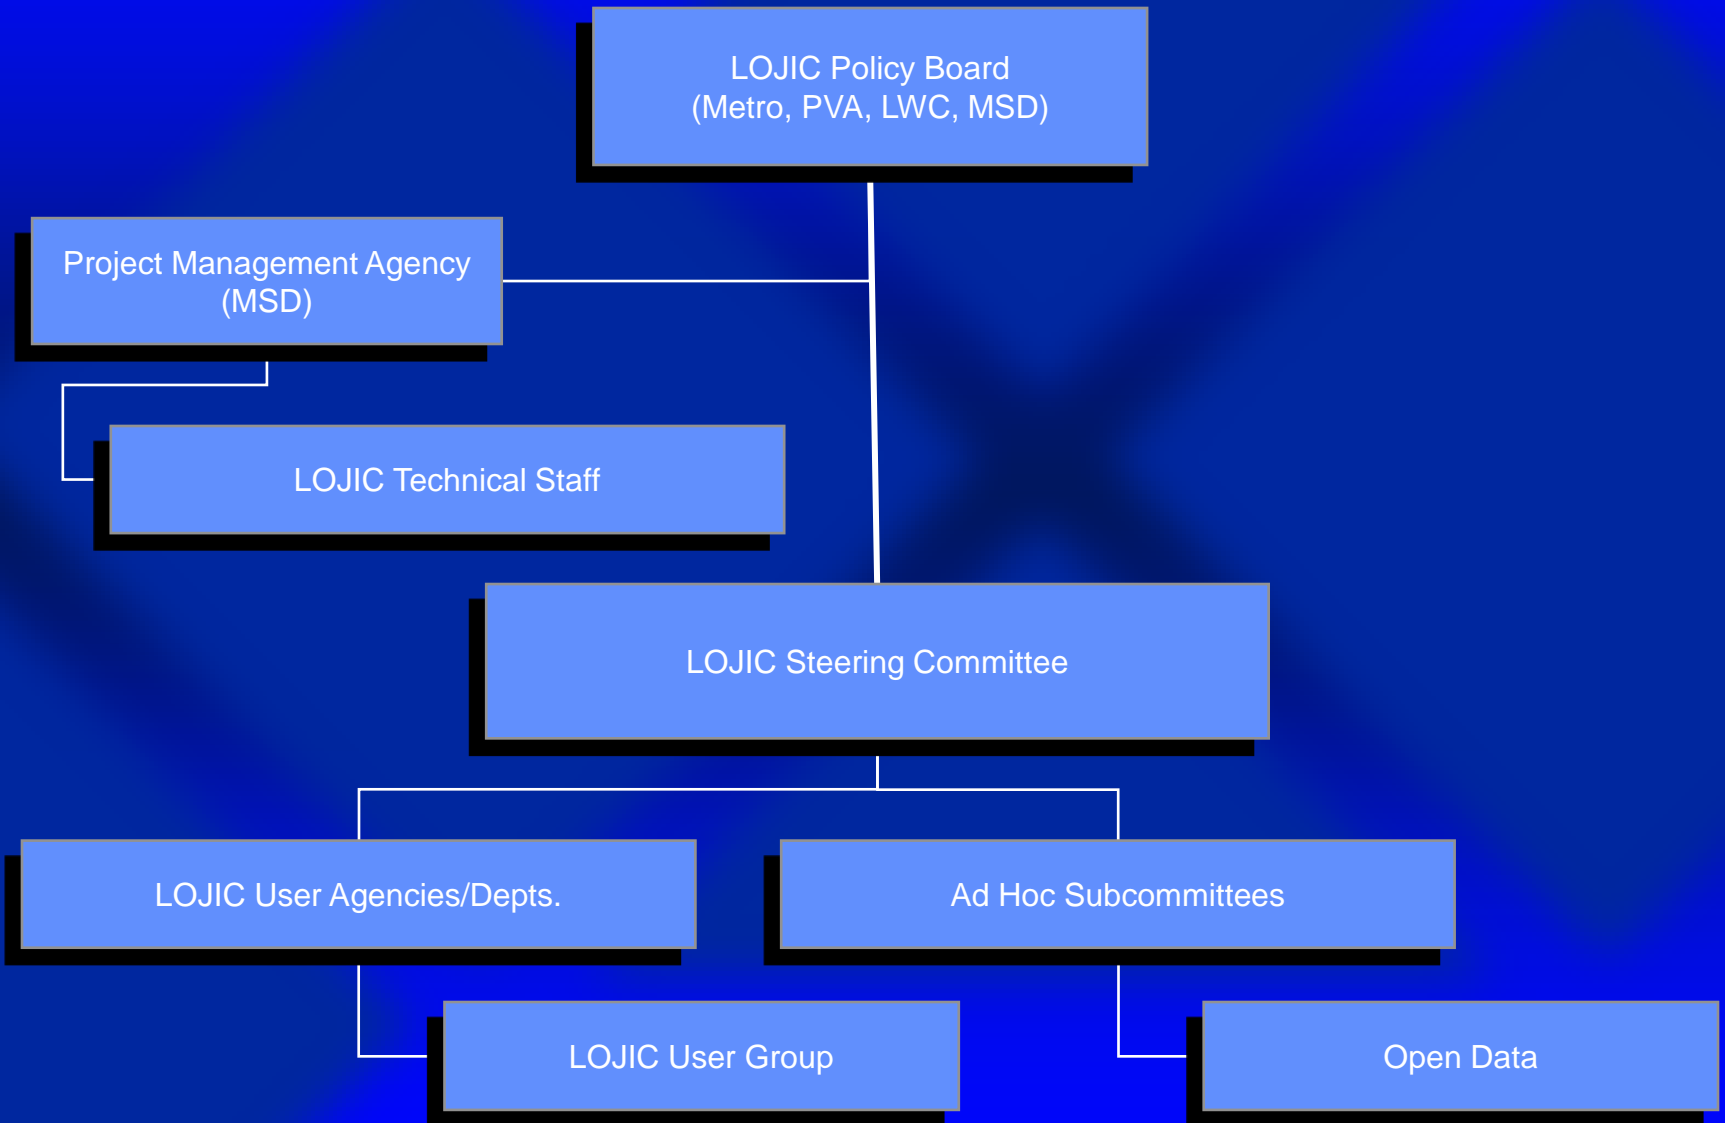 LOJIC Policy Board
(Metro, PVA, LWC, MSD)
Project Management Agency
(MSD)
LOJIC Technical Staff
LOJIC Steering Committee
LOJIC User Agencies/Depts.
Ad Hoc Subcommittees
LOJIC User Group
Open Data